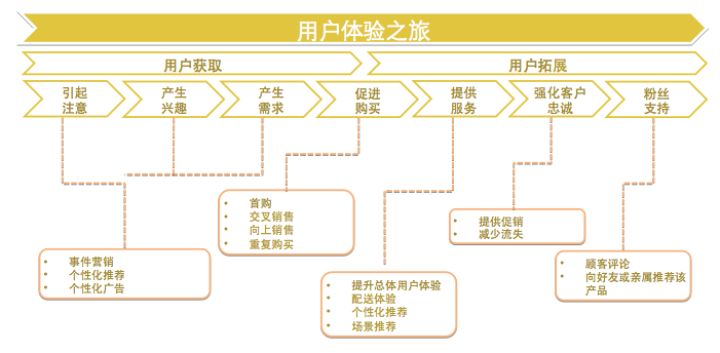 用户体验之旅
用户获取
用户拓展
引起
注意
产生
兴趣
产生
需求
促进
购买
提供
服务
强化客户
忠诚
粉丝
支持
• 首购
• 交叉销售
• 向上销售
• 重复购买
• 提供促销
• 减少流失
• 事件营销
• 个性化推荐
• 个性化广告
• 顾客评论
• 向好友或亲属推荐该
产品
• 提升总体用户体验
• 配送体验
• 个性化推荐
• 场景推荐